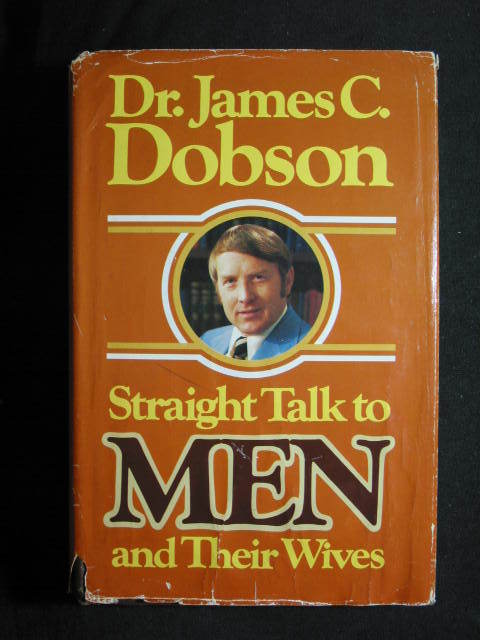 Dr. James C.
Dobson
Straight Talk to
MEN
and Their Wives